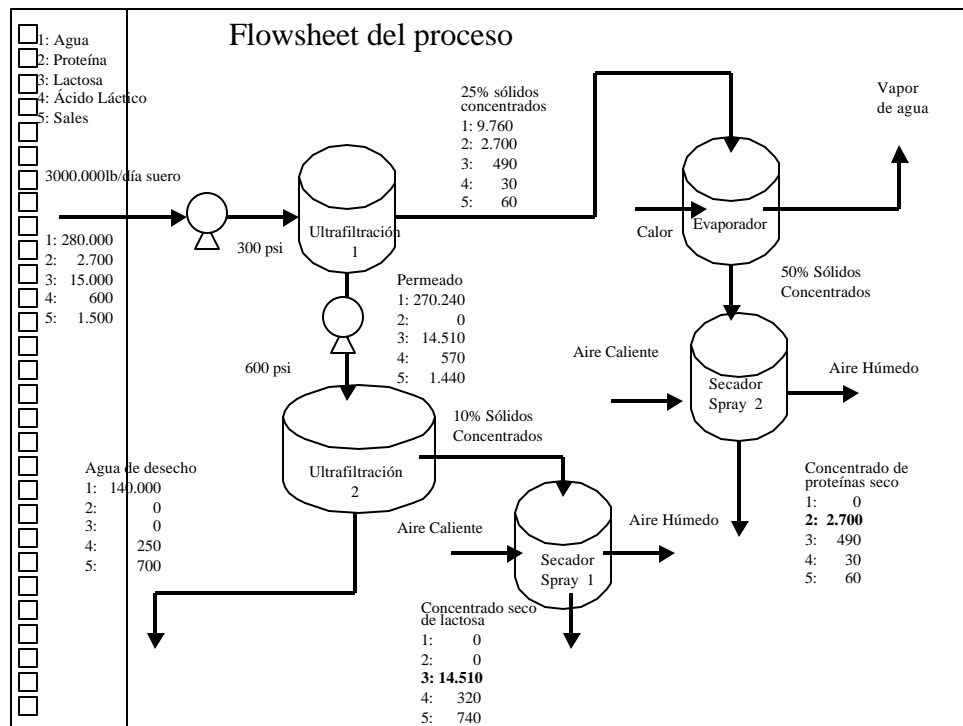 Flowsheet del proceso
1: Agua
2: Proteína
3: Lactosa
4: Ácido Láctico
5: Sales
3000.000lb/día suero
1: 280.000
2: 2.700
3: 15.000
4: 600
5: 1.500
300 psi
Ultrafiltración
1
25% sólidos
concentrados
1: 9.760
2: 2.700
3: 490
4: 30
5: 60
Vapor
de agua
Calor
Evaporador
50% Sólidos
Concentrados
Permeado
1: 270.240
2: 0
3: 14.510
4: 570
5: 1.440
600 psi
Aire Caliente
Secador
Spray 2
Aire Húmedo
Ultrafiltración
2
10% Sólidos
Concentrados
Agua de desecho
1: 140.000
2: 0
3: 0
4: 250
5: 700
Aire Caliente
Secador
Spray 1
Aire Húmedo
Concentrado de
proteínas seco
1: 0
2: 2.700
3: 490
4: 30
5: 60
Concentrado seco
de lactosa
1: 0
2: 0
3: 14.510
4: 320
5: 740